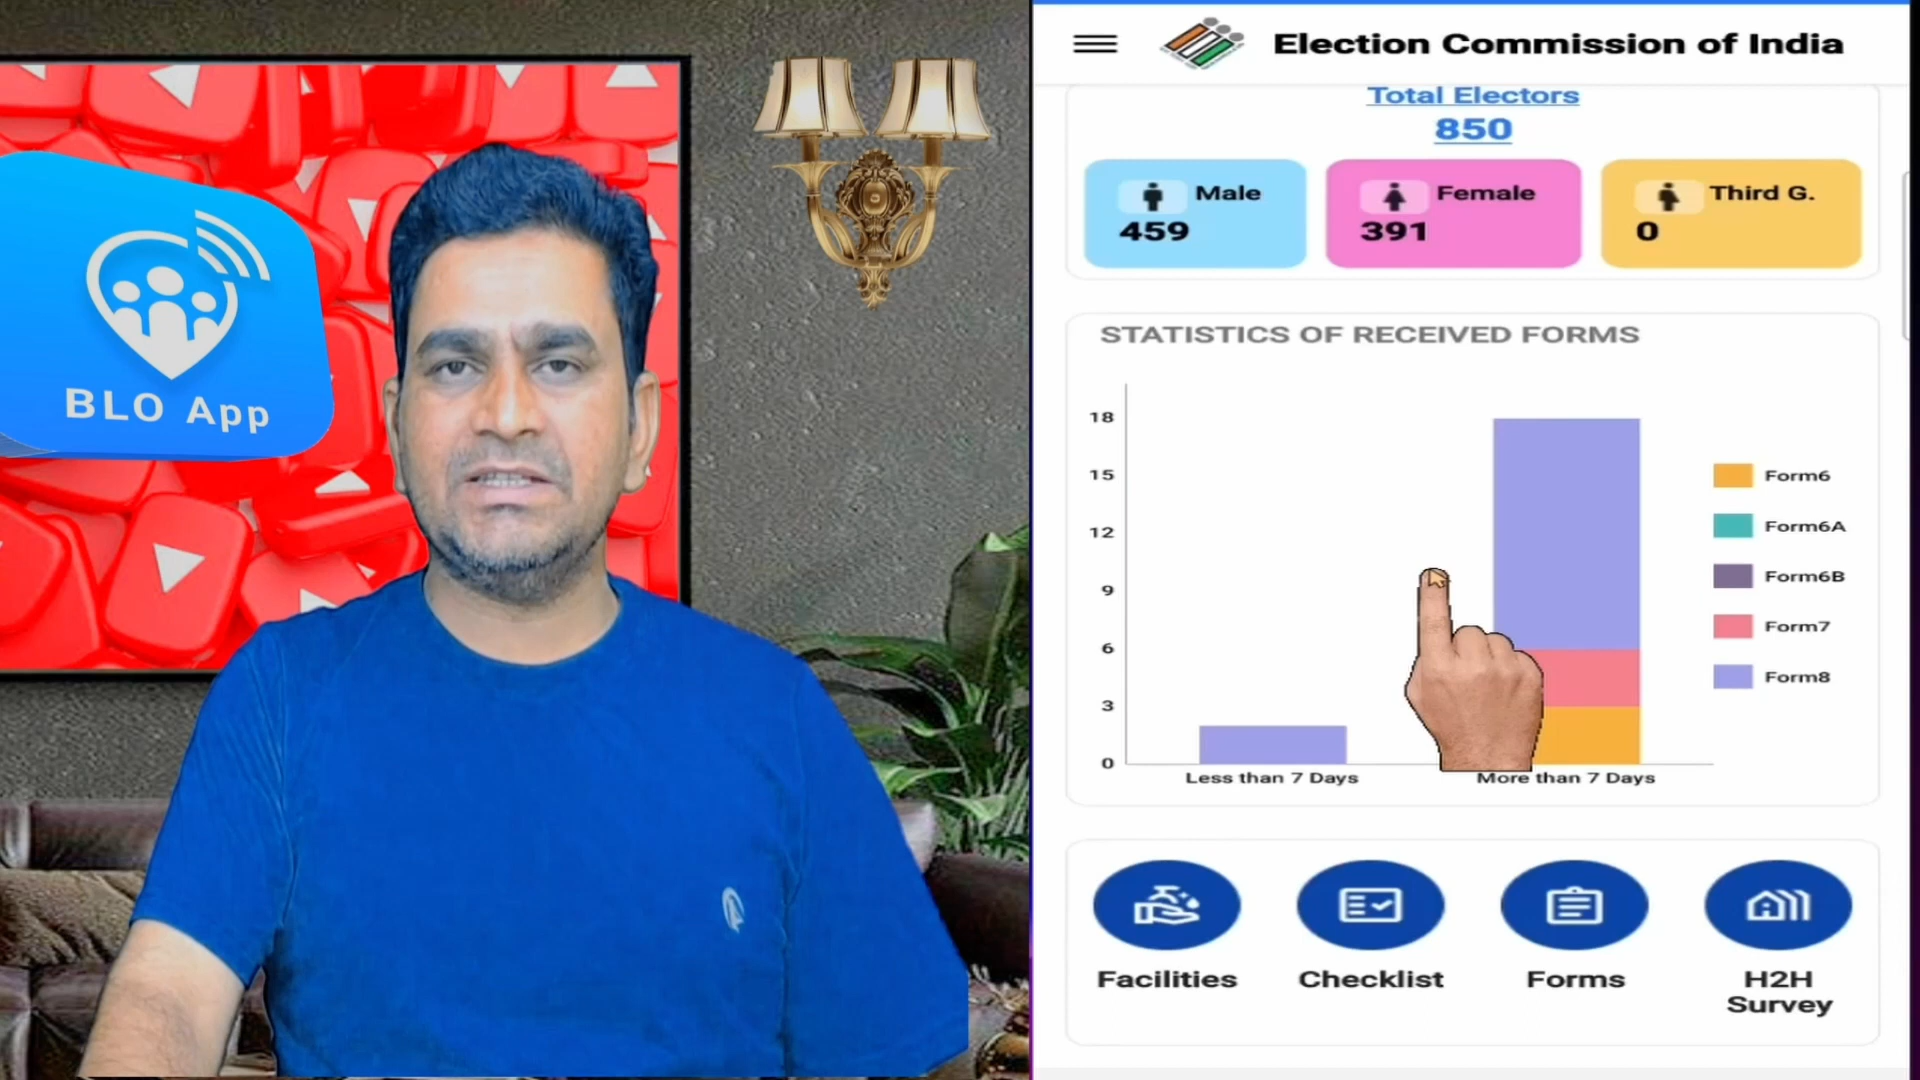 BLO App
Election Commission of India
Total Electors
850
Male
459
Female
391
Third G.
0
STATISTICS OF RECEIVED FORMS
18
15
12
9
6
3
0
Less than 7 Days
More than 7 Days
Form6
Form6A
Form6B
Form7
Form8
Facilities
Checklist
Forms
H2H
Survey